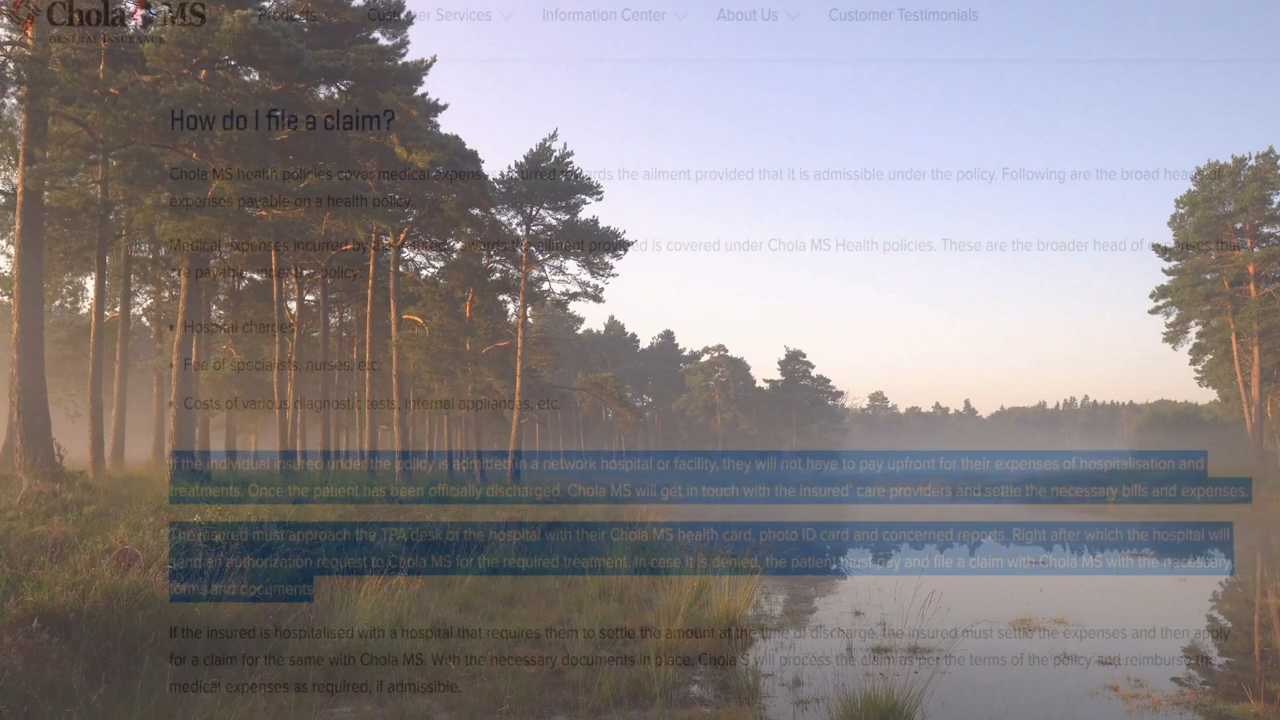 Chola MS
GENERAL INSURANCE
Products Customer Services Information Center About Us Customer Testimonials
How do I file a claim?
Chola MS health policies cover medical expenses incurred towards the ailment provided that it is admissible under the policy. Following are the broad heads of
expenses payable on a health policy.
Medical expenses incurred by the insured towards the ailment provided is covered under Chola MS Health policies. These are the broader head of expenses that
are payable under the policy:
• Hospital charges
• Fee of specialists, nurses, etc.
• Costs of various diagnostic tests, internal appliances, etc.
If the individual insured under the policy is admitted in a network hospital or facility, they will not have to pay upfront for their expenses of hospitalisation and
treatments. Once the patient has been officially discharged, Chola MS will get in touch with the insured' care providers and settle the necessary bills and expenses.
The insured must approach the TPA desk of the hospital with their Chola MS health card, photo ID card and concerned reports. Right after which the hospital will
send an authorization request to Chola MS for the required treatment. In case it is denied, the patient must pay and file a claim with Chola MS with the necessary
forms and documents.
If the insured is hospitalised with a hospital that requires them to settle the amount at the time of discharge, the insured must settle the expenses and then apply
for a claim for the same with Chola MS. With the necessary documents in place, Chola S will process the claim as per the terms of the policy and reimburse the
medical expenses as required, if admissible.